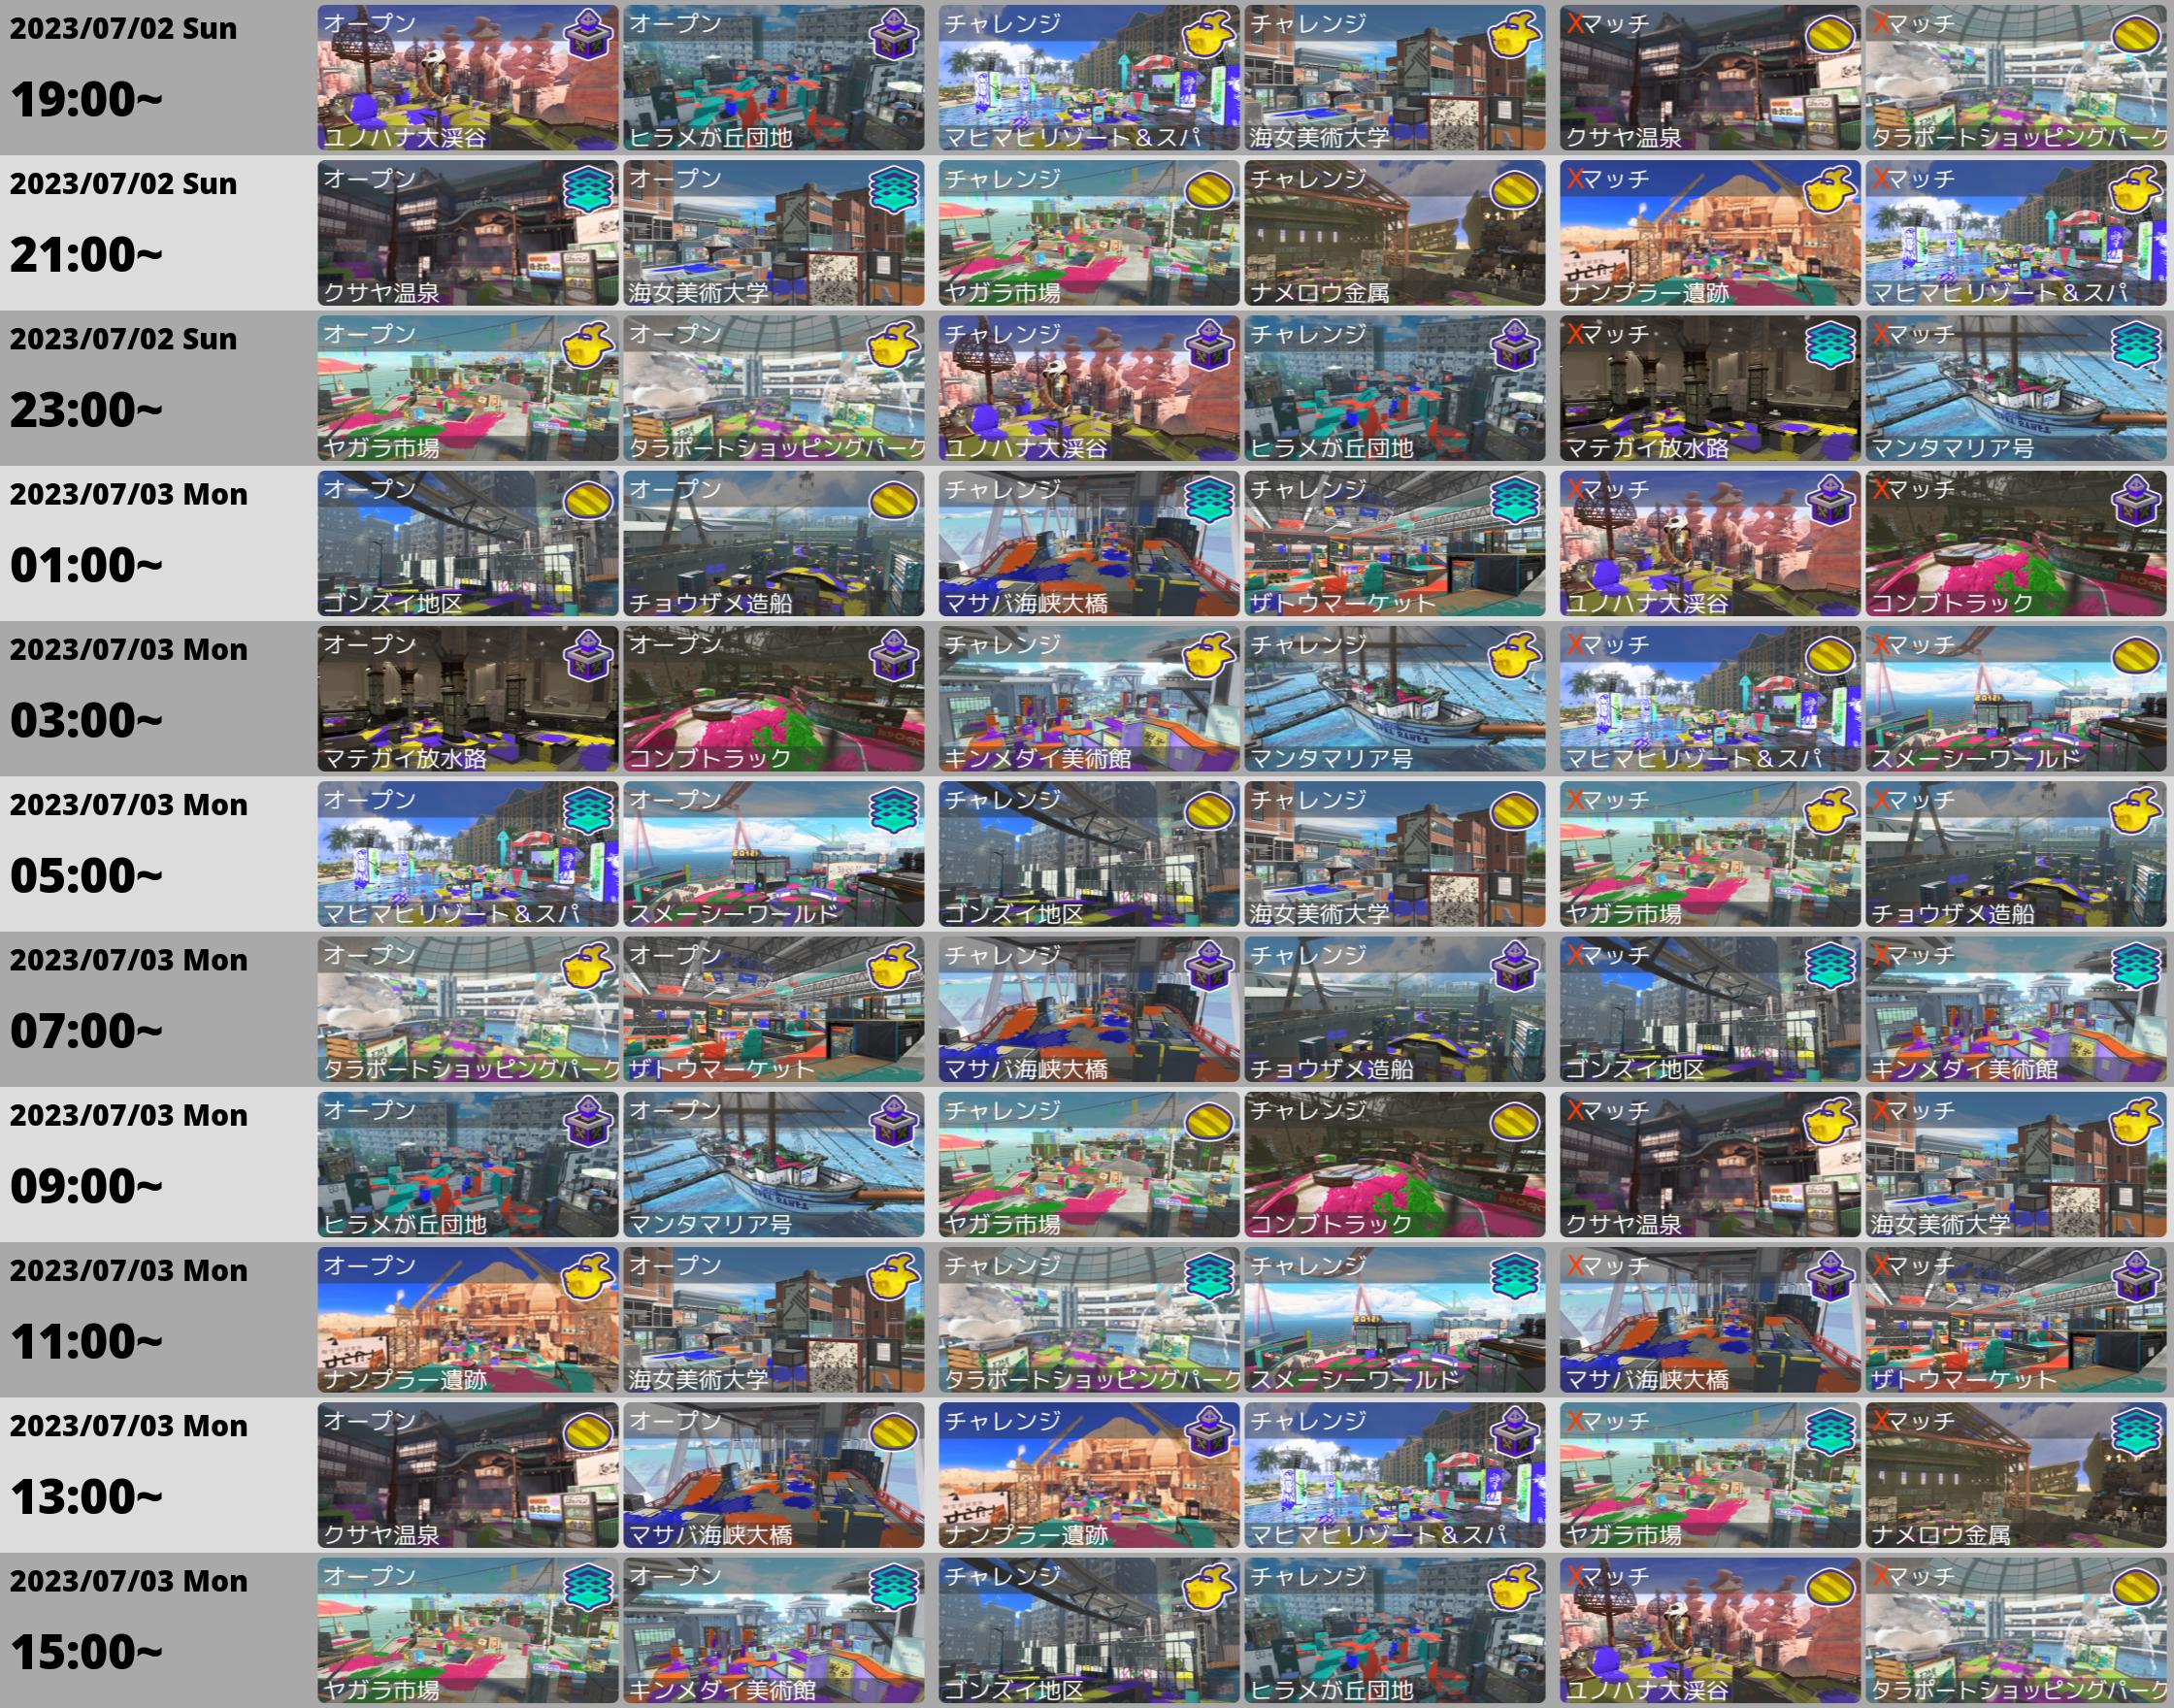 2023/07/02 Sun
19:00~
オープン
ユノハナ大渓谷
オープン
ヒラメが丘団地
チャレンジ
マヒマヒリゾート＆スパ
チャレンジ
海女美術大学
Xマッチ
クサヤ温泉
Xマッチ
タラポートショッピングパーク
2023/07/02 Sun
21:00~
オープン
クサヤ温泉
オープン
海女美術大学
チャレンジ
ヤガラ市場
チャレンジ
ナメロウ金属
Xマッチ
ナンプラー遺跡
Xマッチ
マヒマヒリゾート＆スパ
2023/07/02 Sun
23:00~
オープン
ヤガラ市場
オープン
タラポートショッピングパーク
チャレンジ
ユノハナ大渓谷
チャレンジ
ヒラメが丘団地
Xマッチ
マテガイ放水路
Xマッチ
マンタマリア号
2023/07/03 Mon
01:00~
オープン
ゴンズイ地区
オープン
チョウザメ造船
チャレンジ
マサバ海峡大橋
チャレンジ
ザトウマーケット
Xマッチ
ユノハナ大渓谷
Xマッチ
コンブトラック
2023/07/03 Mon
03:00~
オープン
マテガイ放水路
オープン
コンブトラック
チャレンジ
キンメダイ美術館
チャレンジ
マンタマリア号
Xマッチ
マヒマヒリゾート＆スパ
Xマッチ
スメーシーワールド
2023/07/03 Mon
05:00~
オープン
マヒマヒリゾート＆スパ
オープン
スメーシーワールド
チャレンジ
ゴンズイ地区
チャレンジ
海女美術大学
Xマッチ
ヤガラ市場
Xマッチ
チョウザメ造船
2023/07/03 Mon
07:00~
オープン
タラポートショッピングパーク
オープン
ザトウマーケット
チャレンジ
マサバ海峡大橋
チャレンジ
チョウザメ造船
Xマッチ
ゴンズイ地区
Xマッチ
キンメダイ美術館
2023/07/03 Mon
09:00~
オープン
ヒラメが丘団地
オープン
マンタマリア号
チャレンジ
ヤガラ市場
チャレンジ
コンブトラック
Xマッチ
クサヤ温泉
Xマッチ
海女美術大学
2023/07/03 Mon
11:00~
オープン
ナンプラー遺跡
オープン
海女美術大学
チャレンジ
タラポートショッピングパーク
チャレンジ
スメーシーワールド
Xマッチ
マサバ海峡大橋
Xマッチ
ザトウマーケット
2023/07/03 Mon
13:00~
オープン
クサヤ温泉
オープン
マサバ海峡大橋
チャレンジ
ナンプラー遺跡
チャレンジ
マヒマヒリゾート＆スパ
Xマッチ
ヤガラ市場
Xマッチ
ナメロウ金属
2023/07/03 Mon
15:00~
オープン
ヤガラ市場
オープン
キンメダイ美術館
チャレンジ
ゴンズイ地区
チャレンジ
ヒラメが丘団地
Xマッチ
ユノハナ大渓谷
Xマッチ
タラポートショッピングパーク